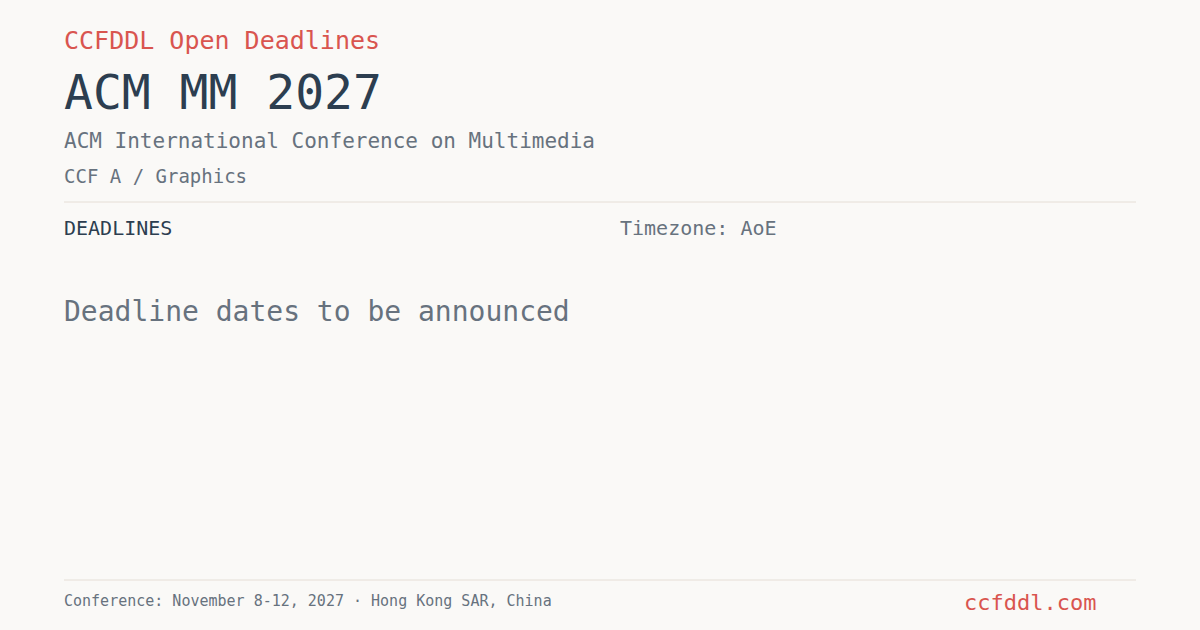 CCFDDL Open Deadlines
ACM MM 2027
ACM International Conference on Multimedia
CCF A / Graphics
DEADLINES
Timezone: AoE
Deadline dates to be announced
Conference: November 8-12, 2027 · Hong Kong SAR, China
ccfddl.com